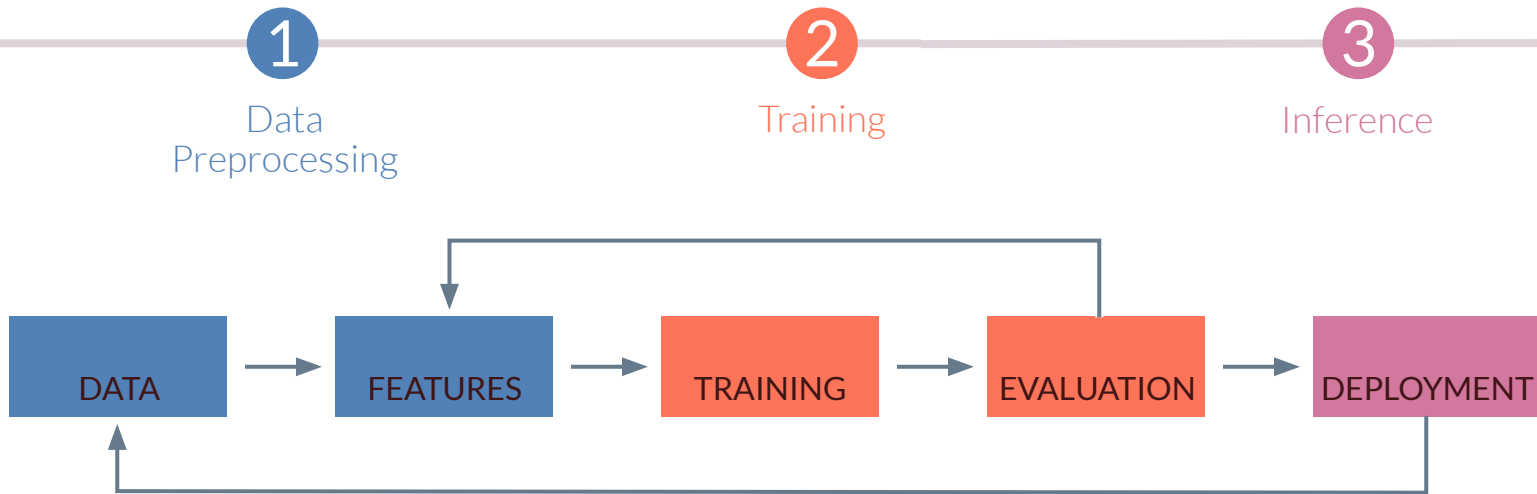 1
2
3
Data
Preprocessing
Training
Inference
DATA
FEATURES
TRAINING
EVALUATION
DEPLOYMENT